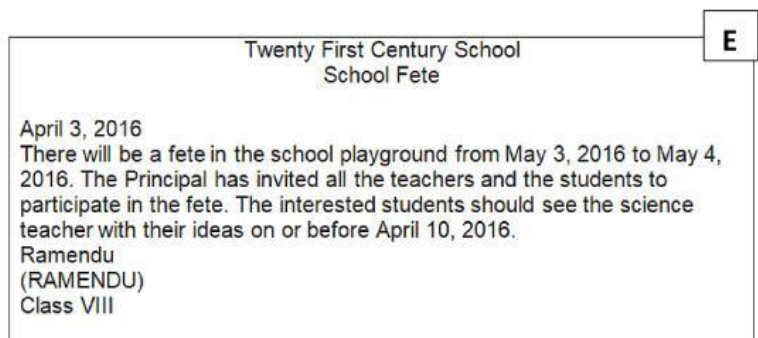 E
Twenty First Century School
School Fete
April 3, 2016
There will be a fete in the school playground from May 3, 2016 to May 4,
2016. The Principal has invited all the teachers and the students to
participate in the fete. The interested students should see the science
teacher with their ideas on or before April 10, 2016.
Ramendu
(RAMENDU)
Class VIII